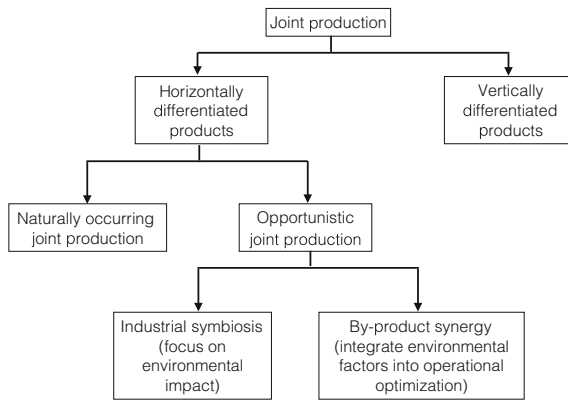 Joint production
Horizontally
differentiated
products
Vertically
differentiated
products
Naturally occurring
joint production
Opportunistic
joint production
Industrial symbiosis
(focus on
environmental
impact)
By-product synergy
(integrate environmental
factors into operational
optimization)